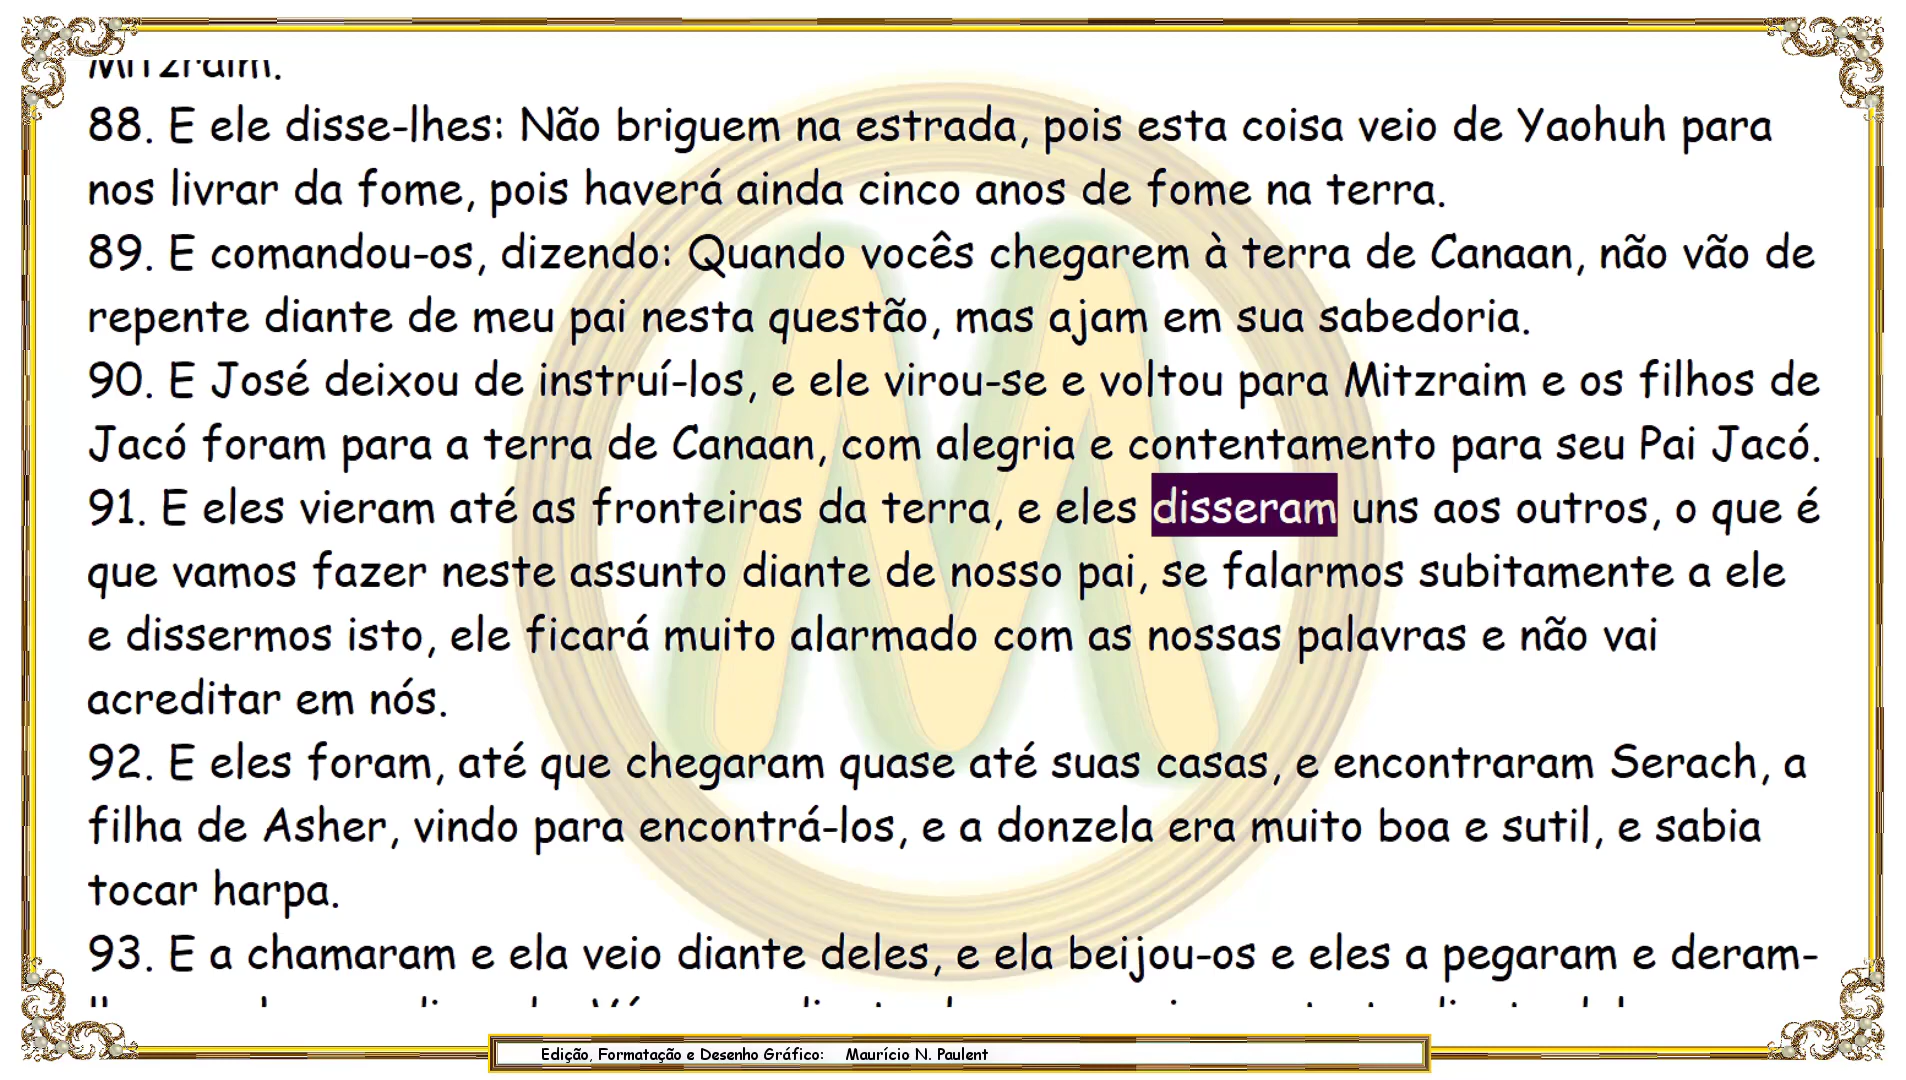 Mitzraim.
88. E ele disse-lhes: Não briguem na estrada, pois esta coisa veio de Yaohuh para
nos livrar da fome, pois haverá ainda cinco anos de fome na terra.
89. E comandou-os, dizendo: Quando vocês chegarem à terra de Canaan, não vão de
repente diante de meu pai nesta questão, mas ajam em sua sabedoria.
90. E José deixou de instruí-los, e ele virou-se e voltou para Mitzraim e os filhos de
Jacó foram para a terra de Canaan, com alegria e contentamento para seu Pai Jacó.
91. E eles vieram até as fronteiras da terra, e eles disseram uns aos outros, o que é
que vamos fazer neste assunto diante de nosso pai, se falarmos subitamente a ele
e dissermos isto, ele ficará muito alarmado com as nossas palavras e não vai
acreditar em nós.
92. E eles foram, até que chegaram quase até suas casas, e encontraram Serach, a
filha de Asher, vindo para encontrá-los, e a donzela era muito boa e sutil, e sabia
tocar harpa.
93. E a chamaram e ela veio diante deles, e ela beijou-os e eles a pegaram e deram-
Edição, Formatação e Desenho Gráfico: Maurício N. Paulent